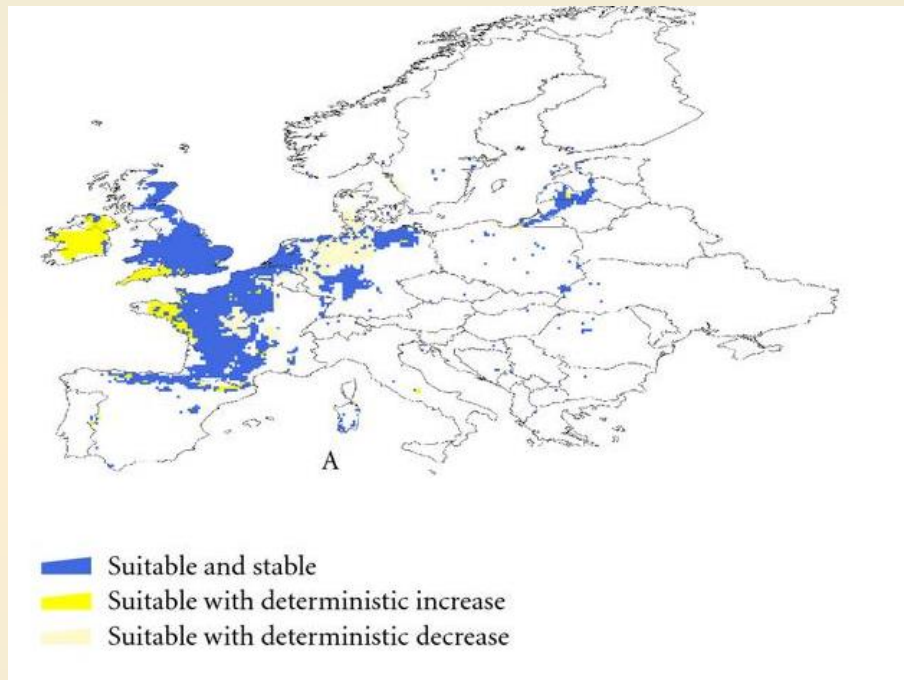 A
Suitable and stable
Suitable with deterministic increase
Suitable with deterministic decrease